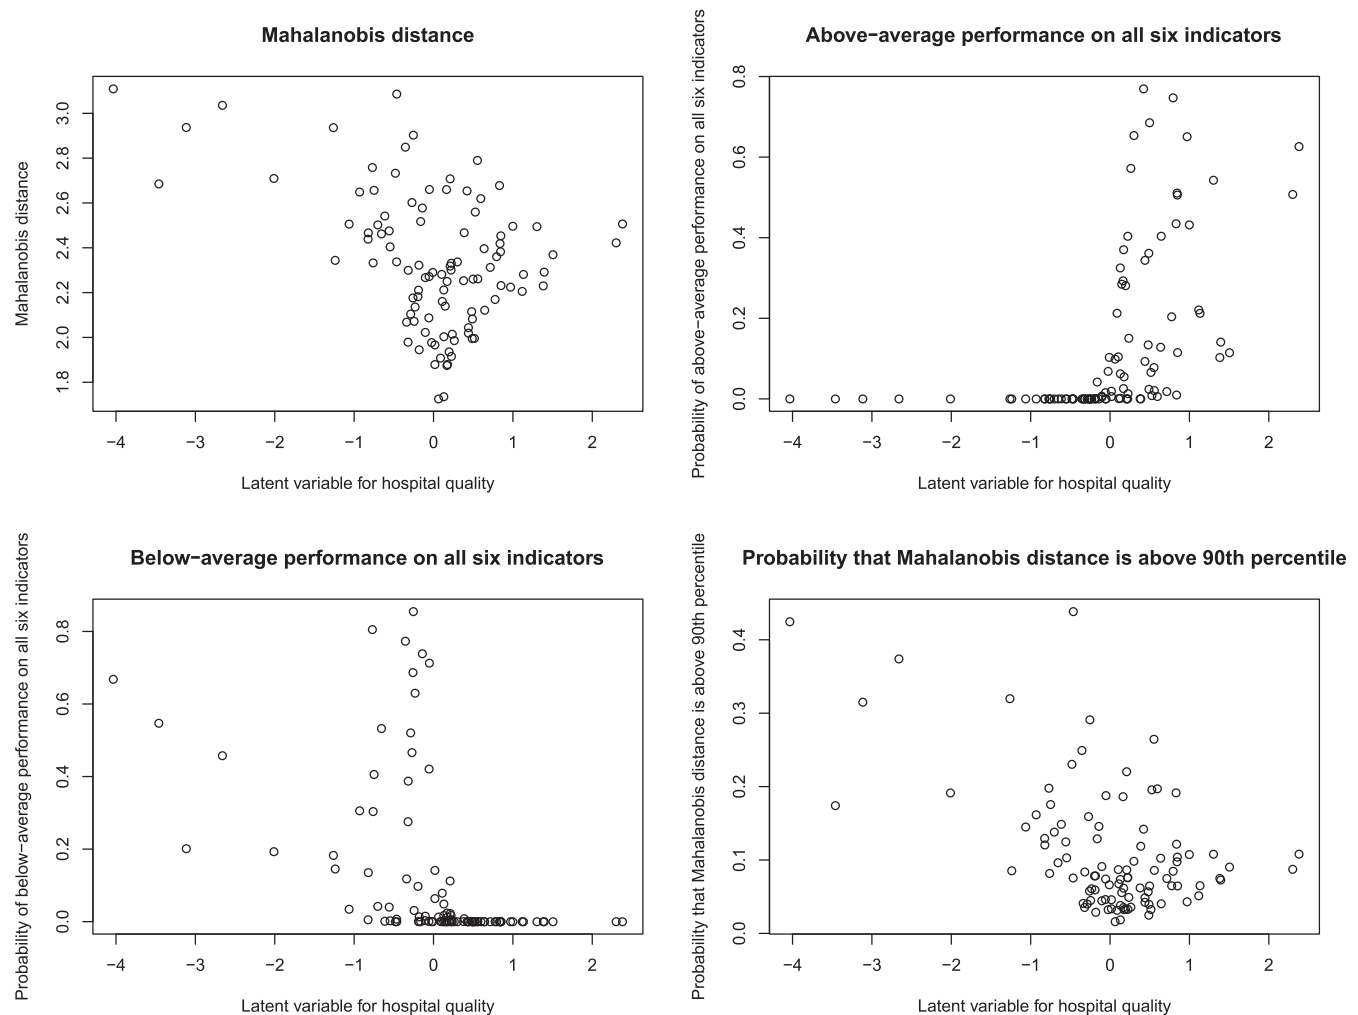 Mahalanobis distance
Mahalanobis distance
3.0
2.8
2.6
2.4
2.2
2.0
1.8
−4 −3 −2 −1 0 1 2
Latent variable for hospital quality
Above−average performance on all six indicators
Probability of above−average performance on all six indicators
0.8
0.6
0.4
0.2
0.0
−4 −3 −2 −1 0 1 2
Latent variable for hospital quality
Below−average performance on all six indicators
Probability of below−average performance on all six indicators
0.8
0.6
0.4
0.2
0.0
−4 −3 −2 −1 0 1 2
Latent variable for hospital quality
Probability that Mahalanobis distance is above 90th percentile
Probability that Mahalanobis distance is above 90th percentile
0.4
0.3
0.2
0.1
0.0
−4 −3 −2 −1 0 1 2
Latent variable for hospital quality